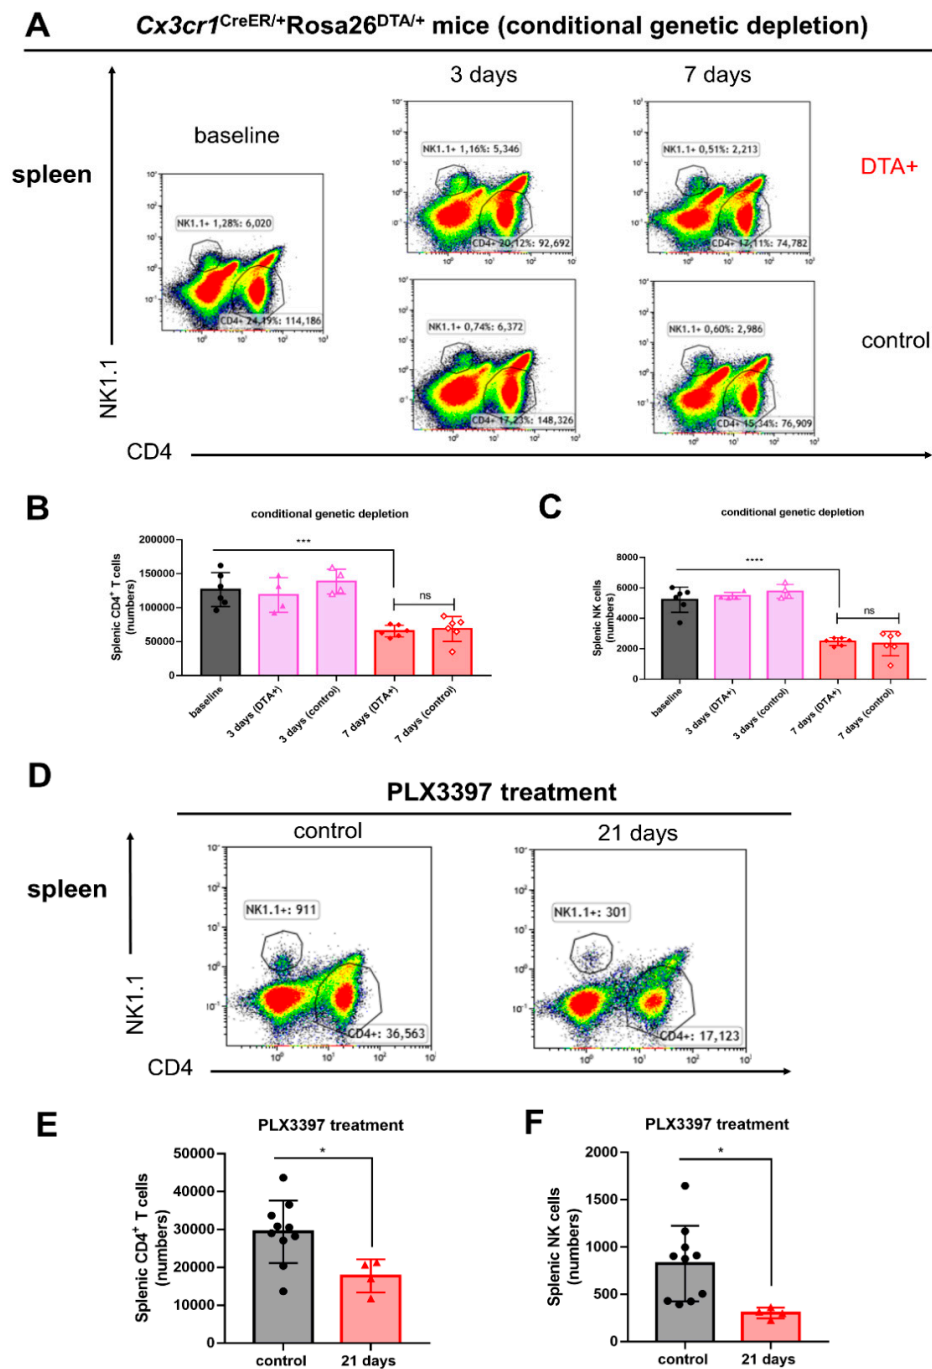 A
Cx3cr1CreER/+Rosa26DTA/+ mice (conditional genetic depletion)
3 days
7 days
baseline
spleen
DTA+
control
NK1.1+ 1,28%: 6,020
CD4+ 24,19%: 114,186
NK1.1+ 1,16%: 5,346
CD4+ 20,12%: 92,692
NK1.1+ 0,51%: 2,213
CD4+ 17,11%: 74,782
NK1.1+ 0,74%: 6,372
CD4+ 17,23%: 148,326
NK1.1+ 0,60%: 2,986
CD4+ 15,34%: 76,909
NK1.1
CD4
B
conditional genetic depletion
Splenic CD4+ T cells
(numbers)
200000
150000
100000
50000
0
***
ns
baseline
3 days (DTA+)
3 days (control)
7 days (DTA+)
7 days (control)
C
conditional genetic depletion
Splenic NK cells
(numbers)
8000
6000
4000
2000
0
****
ns
baseline
3 days (DTA+)
3 days (control)
7 days (DTA+)
7 days (control)
D
PLX3397 treatment
control
21 days
spleen
NK1.1+: 911
CD4+: 36,563
NK1.1+: 301
CD4+: 17,123
NK1.1
CD4
E
PLX3397 treatment
Splenic CD4+ T cells
(numbers)
50000
40000
30000
20000
10000
0
*
control
21 days
F
PLX3397 treatment
Splenic NK cells
(numbers)
2000
1500
1000
500
0
*
control
21 days